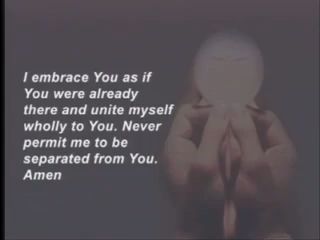 I embrace You as if
You were already
there and unite myself
wholly to You. Never
permit me to be
separated from You.
Amen